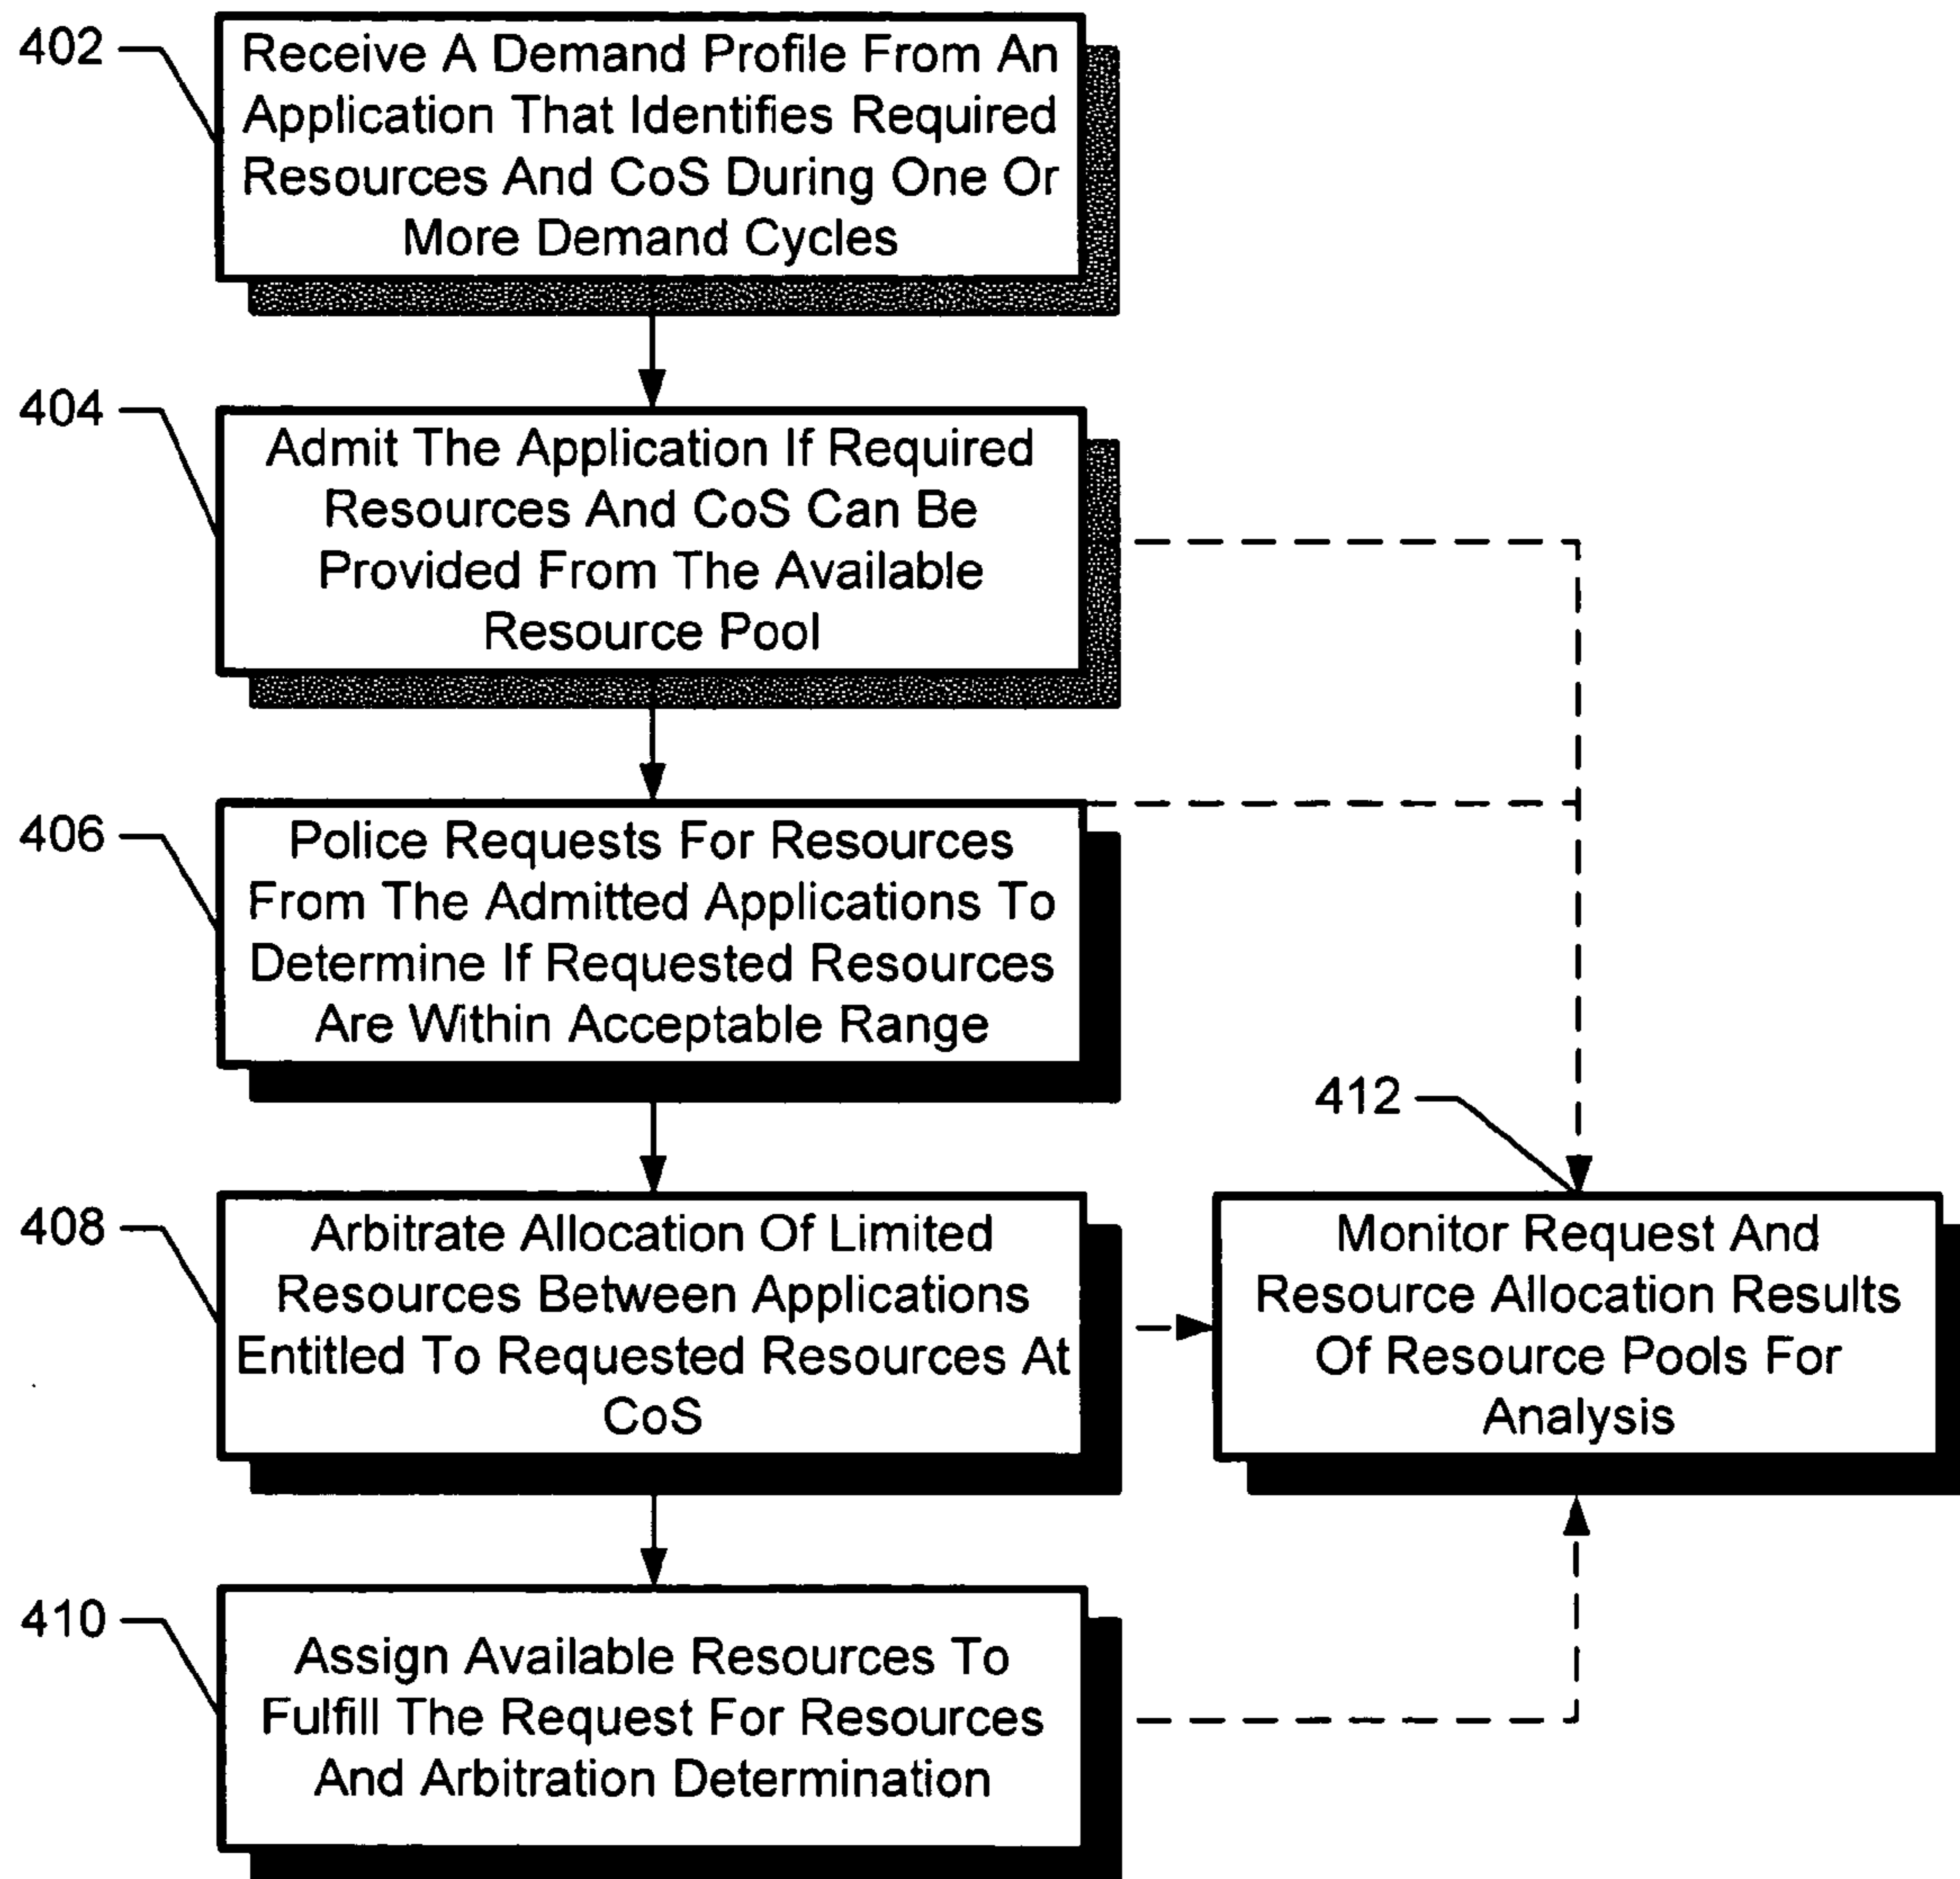 402
Receive A Demand Profile From An
Application That Identifies Required
Resources And CoS During One Or
More Demand Cycles
404
Admit The Application If Required
Resources And CoS Can Be
Provided From The Available
Resource Pool
406
Police Requests For Resources
From The Admitted Applications To
Determine If Requested Resources
Are Within Acceptable Range
408
Arbitrate Allocation Of Limited
Resources Between Applications
Entitled To Requested Resources At
CoS
412
Monitor Request And
Resource Allocation Results
Of Resource Pools For
Analysis
410
Assign Available Resources To
Fulfill The Request For Resources
And Arbitration Determination